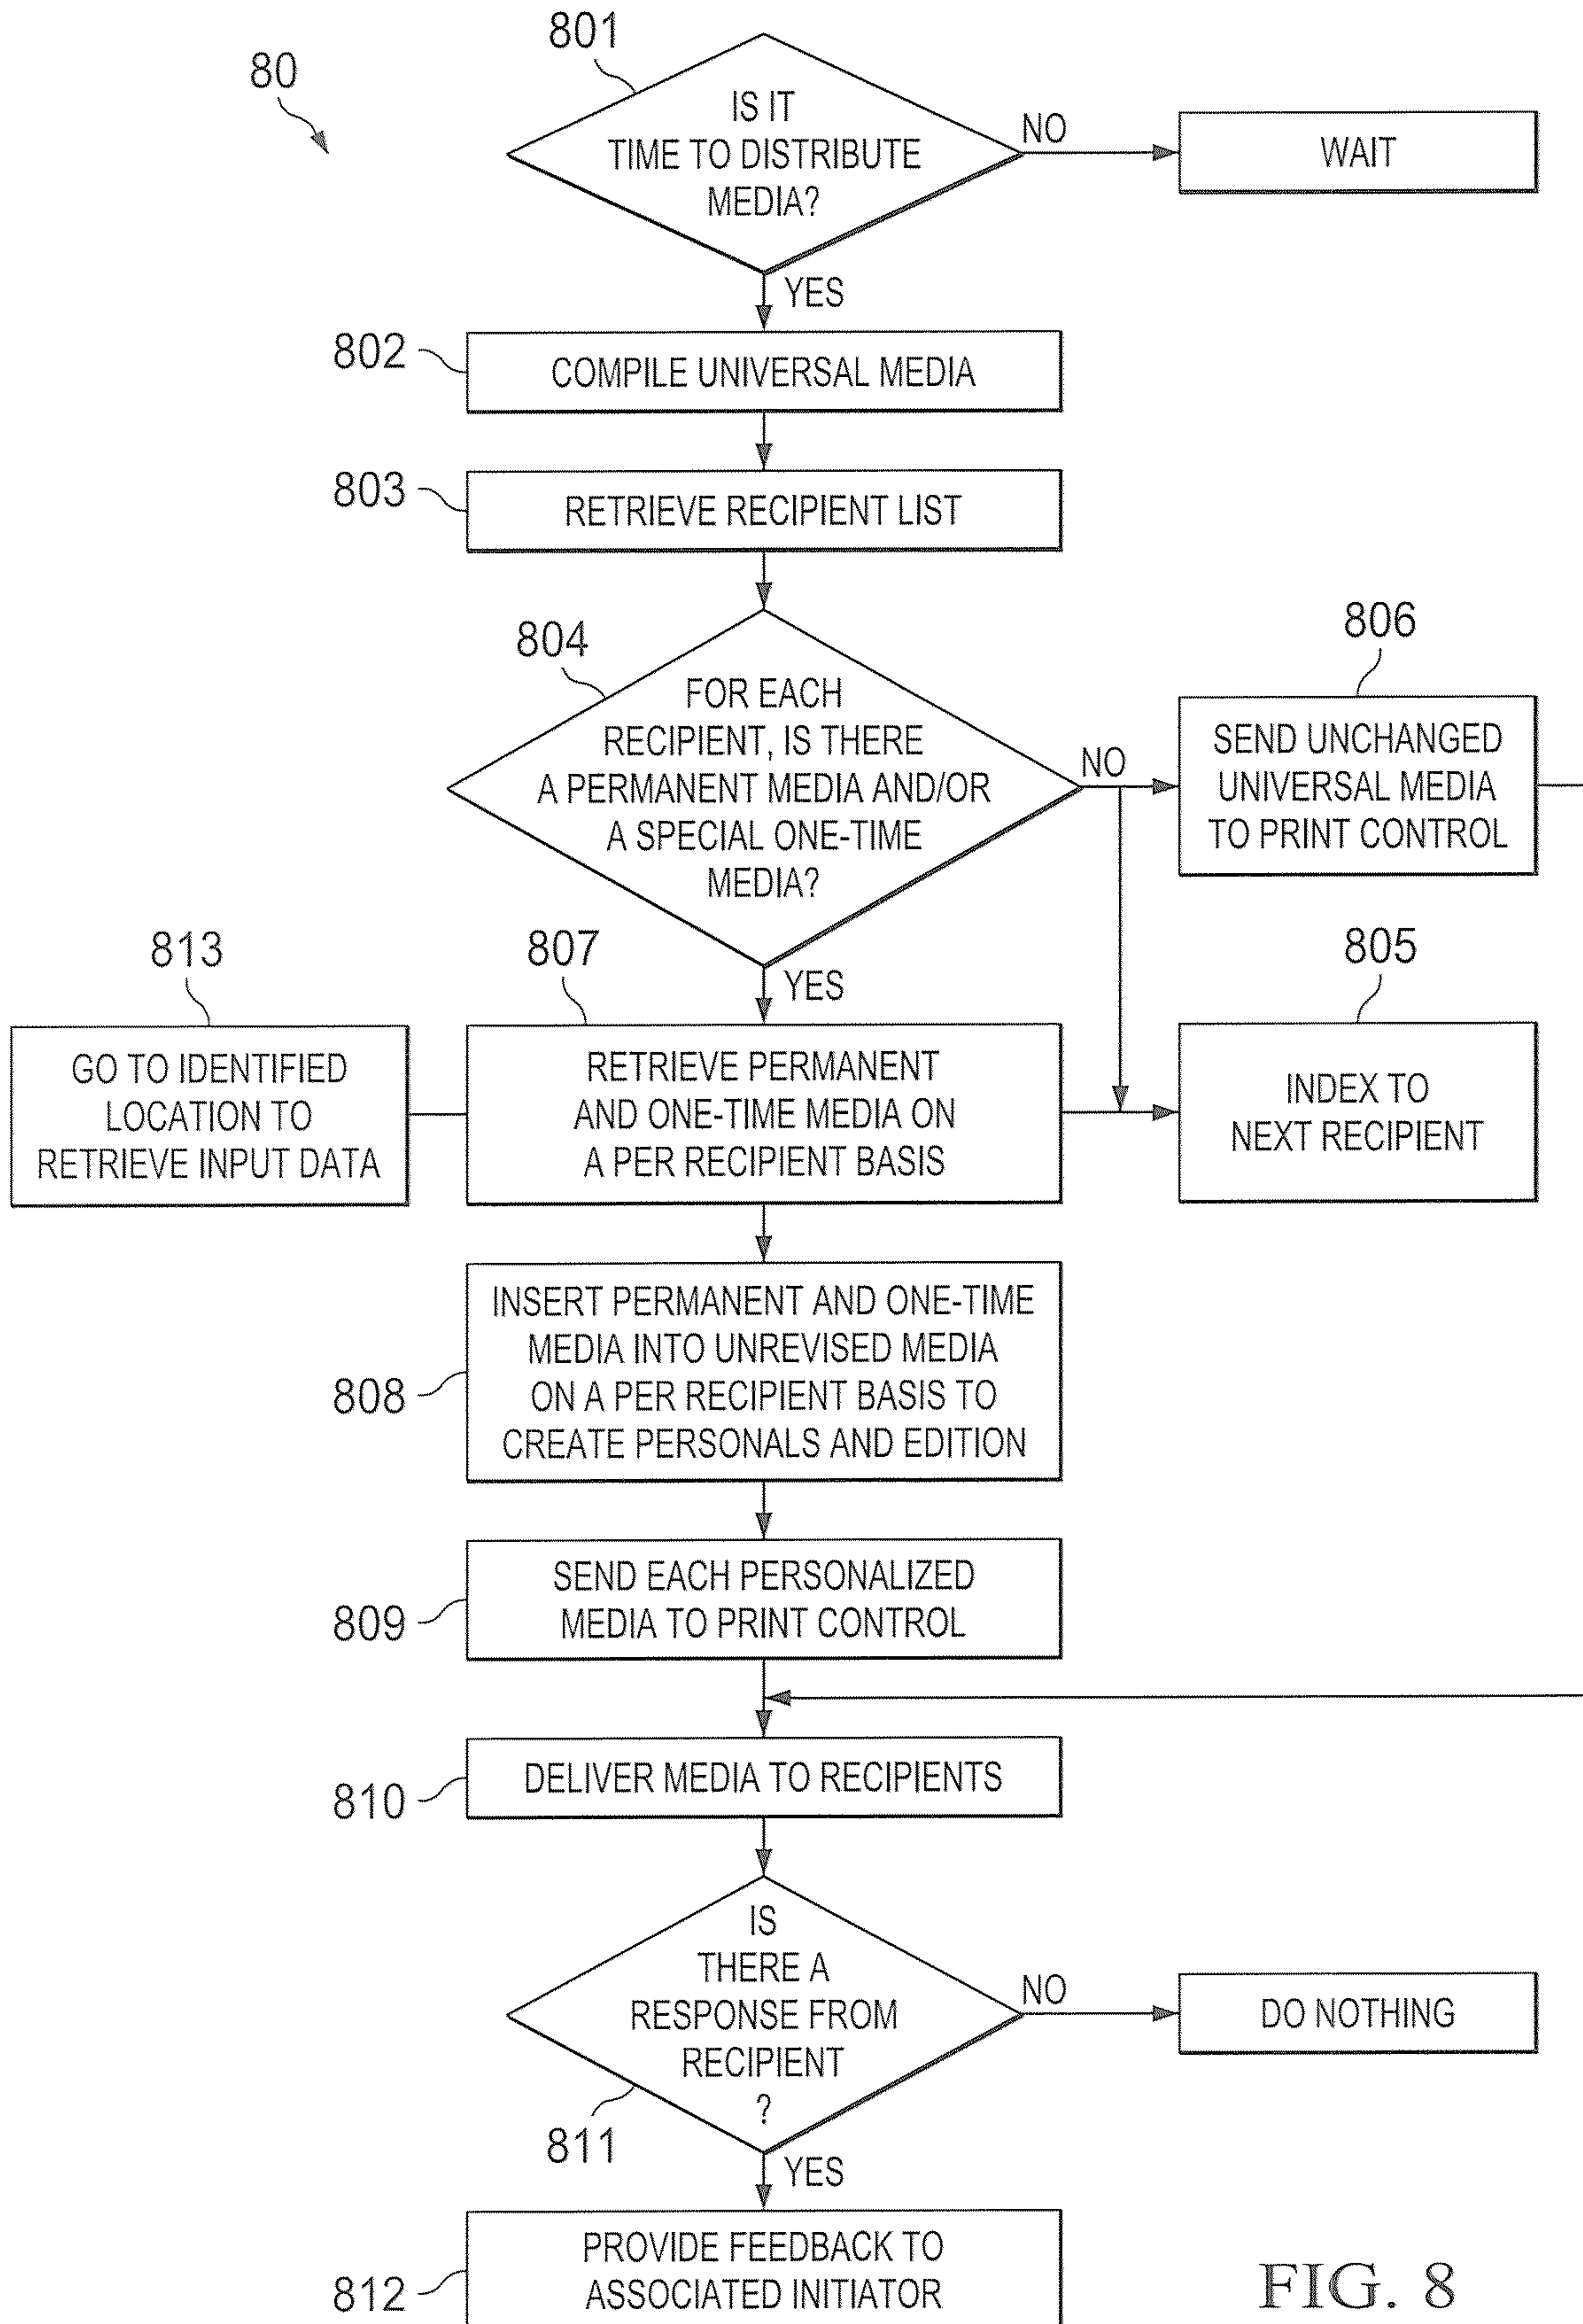 80
801
IS IT
TIME TO DISTRIBUTE
MEDIA?
NO
WAIT
YES
802
COMPILE UNIVERSAL MEDIA
803
RETRIEVE RECIPIENT LIST
804
FOR EACH
RECIPIENT, IS THERE
A PERMANENT MEDIA AND/OR
A SPECIAL ONE-TIME
MEDIA?
NO
806
SEND UNCHANGED
UNIVERSAL MEDIA
TO PRINT CONTROL
YES
813
GO TO IDENTIFIED
LOCATION TO
RETRIEVE INPUT DATA
807
RETRIEVE PERMANENT
AND ONE-TIME MEDIA ON
A PER RECIPIENT BASIS
805
INDEX TO
NEXT RECIPIENT
808
INSERT PERMANENT AND ONE-TIME
MEDIA INTO UNREVISED MEDIA
ON A PER RECIPIENT BASIS TO
CREATE PERSONALS AND EDITION
809
SEND EACH PERSONALIZED
MEDIA TO PRINT CONTROL
810
DELIVER MEDIA TO RECIPIENTS
IS
THERE A
RESPONSE FROM
RECIPIENT
?
811
NO
DO NOTHING
YES
812
PROVIDE FEEDBACK TO
ASSOCIATED INITIATOR
FIG. 8